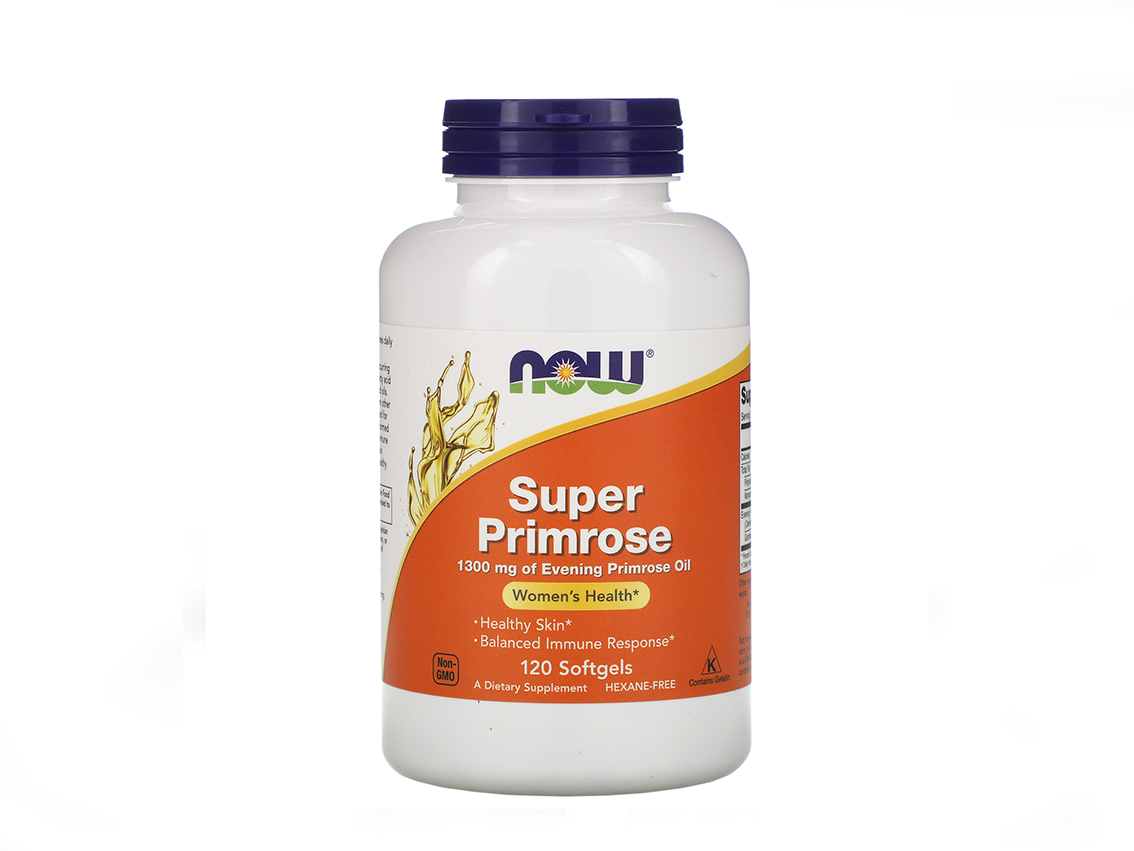 now®
Super
Primrose
1300 mg of Evening Primrose Oil
Women's Health*
• Healthy Skin*
• Balanced Immune Response*
120 Softgels
Non-
GMO
A Dietary Supplement HEXANE-FREE
K
Contains Gelatin